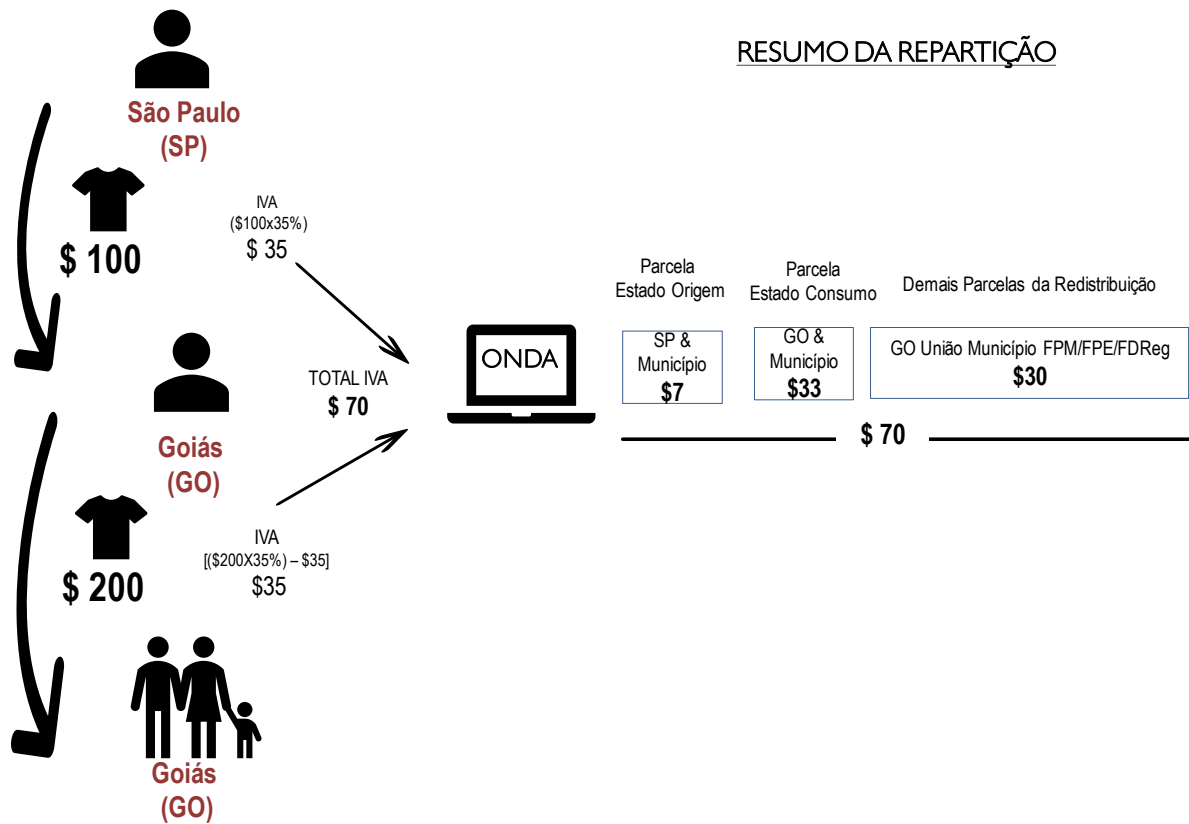 RESUMO DA REPARTIÇÃO
São Paulo
(SP)
$ 100
IVA
($100x35%)
$ 35
Goiás
(GO)
TOTAL IVA
$ 70
$ 200
IVA
[($200X35%) – $35]
$35
Goiás
(GO)
ONDA
Parcela
Estado Origem
SP &
Município
$7
Parcela
Estado Consumo
GO &
Município
$33
Demais Parcelas da Redistribuição
GO União Município FPM/FPE/FDReg
$30
$ 70